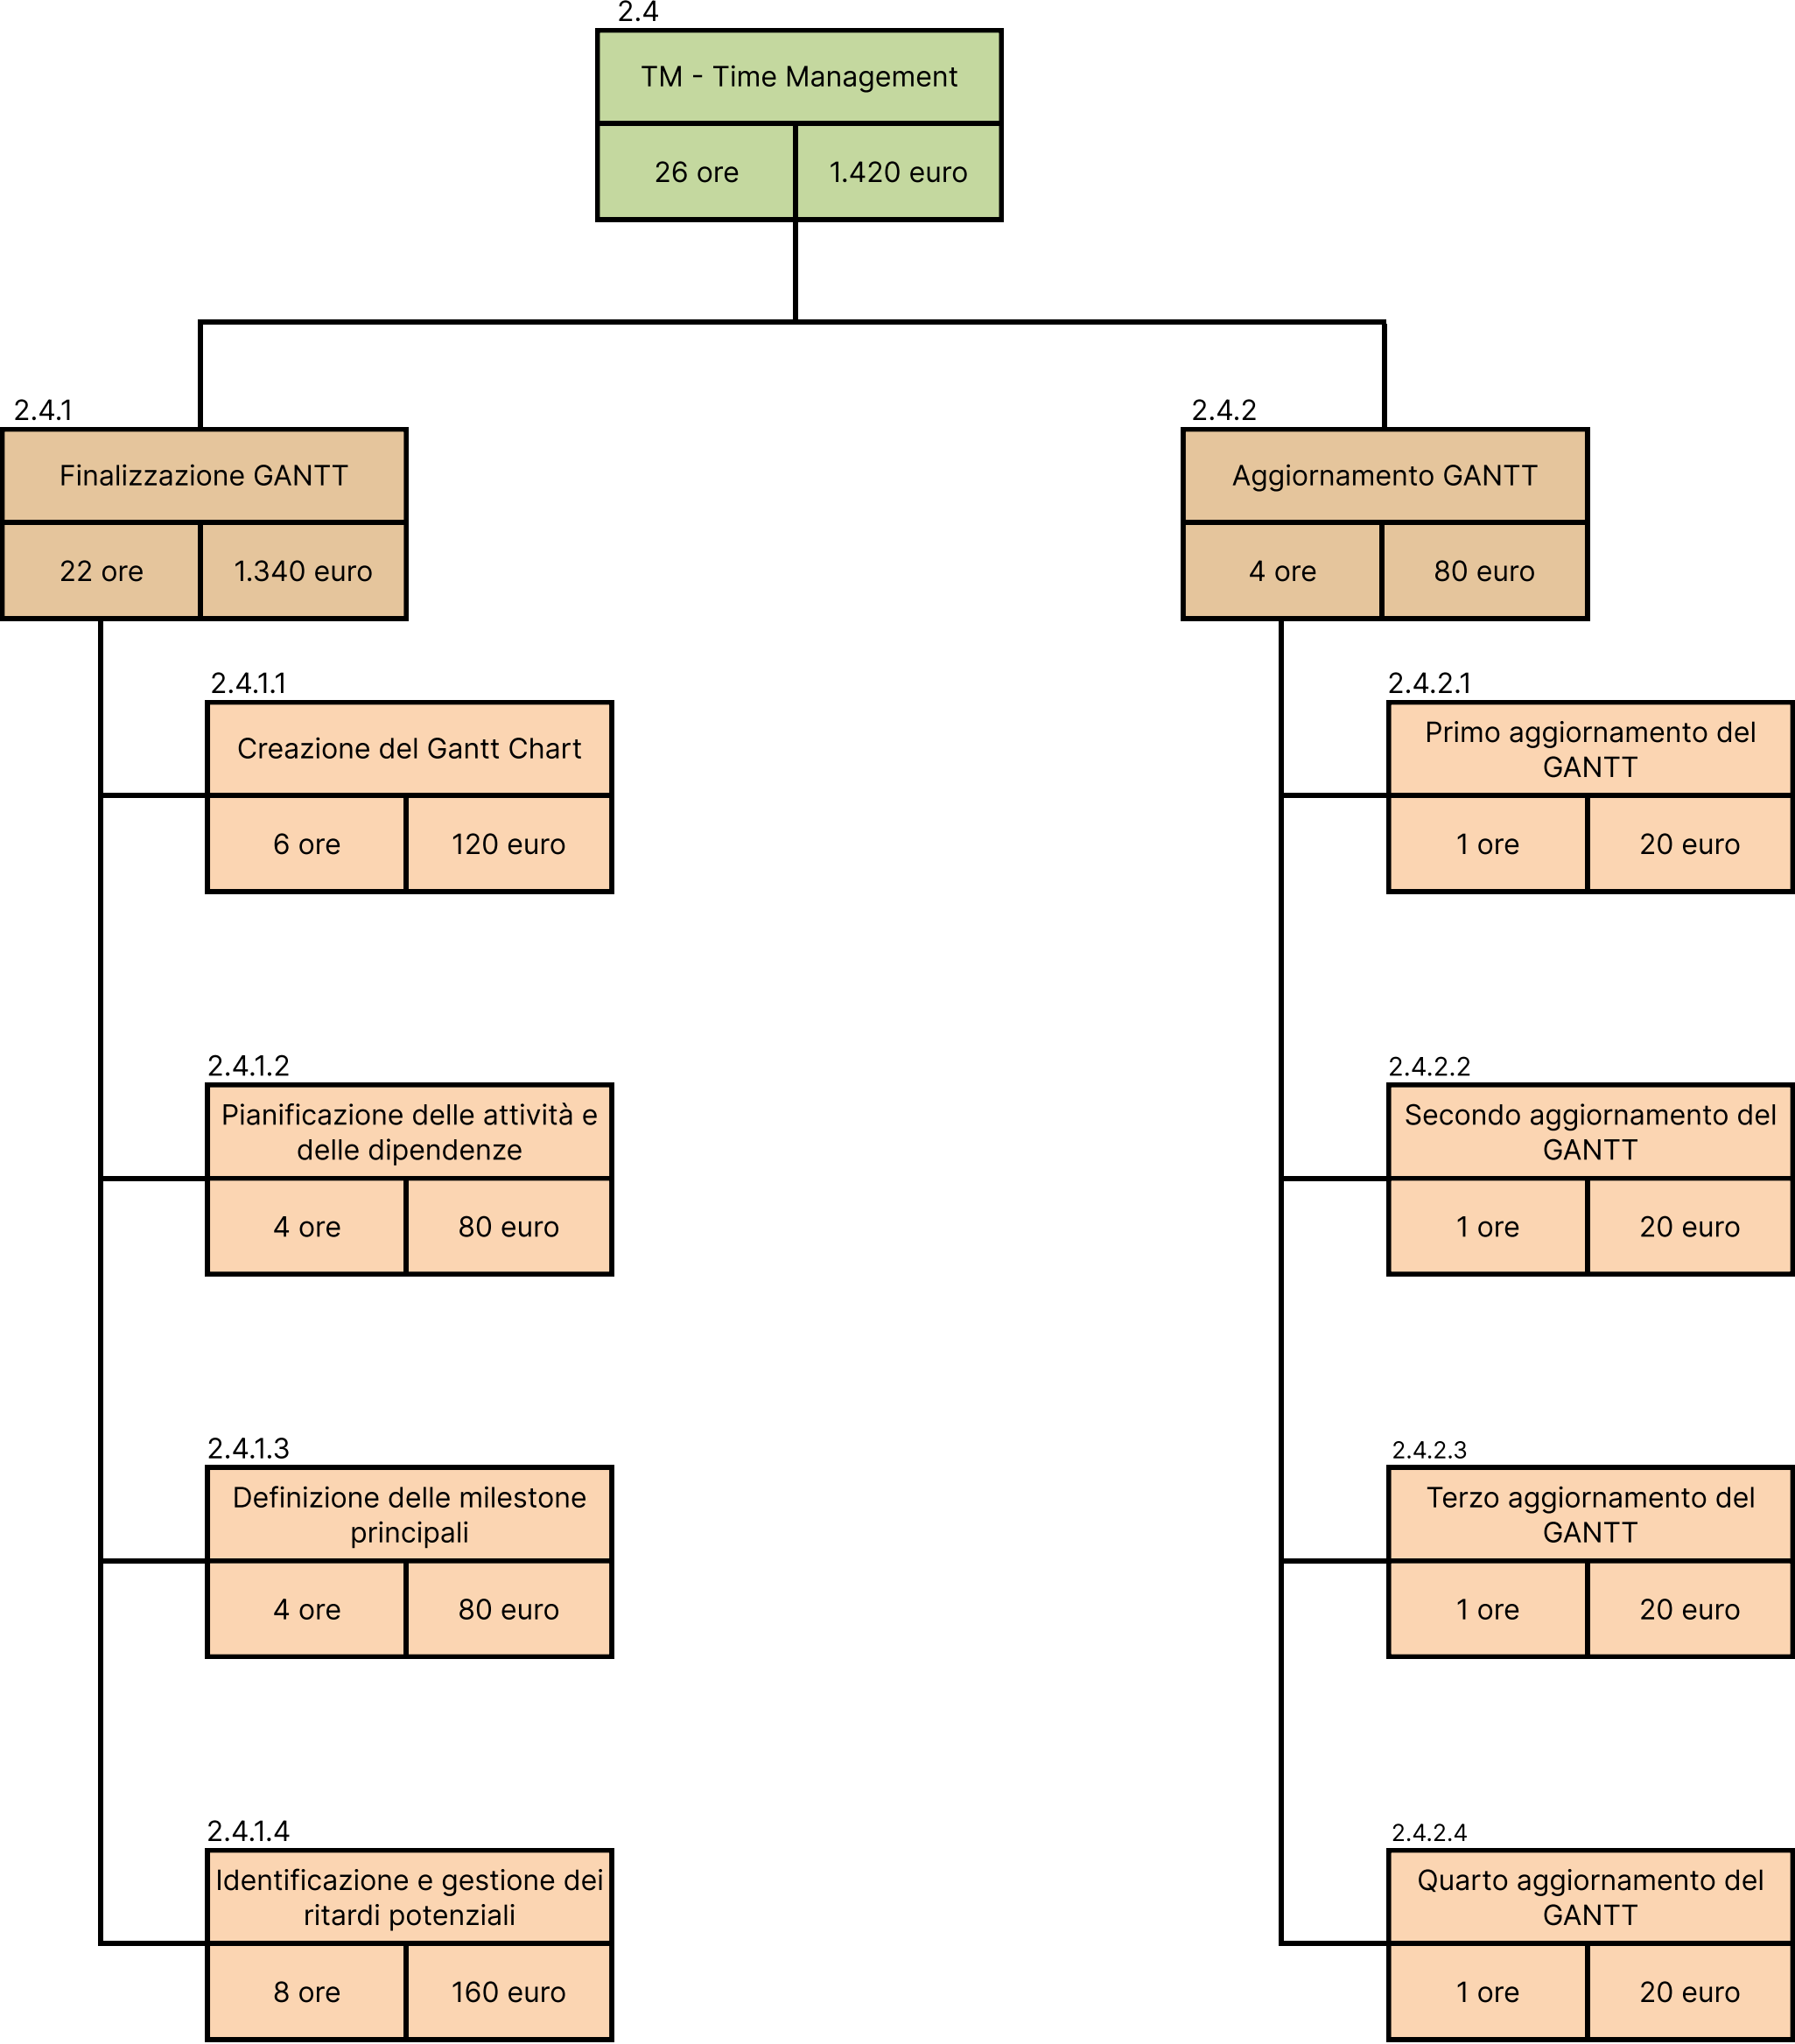 2.4
TM - Time Management
26 ore
1.420 euro
2.4.1
Finalizzazione GANTT
22 ore
1.340 euro
2.4.1.1
Creazione del Gantt Chart
6 ore
120 euro
2.4.1.2
Pianificazione delle attività e
delle dipendenze
4 ore
80 euro
2.4.1.3
Definizione delle milestone
principali
4 ore
80 euro
2.4.1.4
Identificazione e gestione dei
ritardi potenziali
8 ore
160 euro
2.4.2
Aggiornamento GANTT
4 ore
80 euro
2.4.2.1
Primo aggiornamento del
GANTT
1 ore
20 euro
2.4.2.2
Secondo aggiornamento del
GANTT
1 ore
20 euro
2.4.2.3
Terzo aggiornamento del
GANTT
1 ore
20 euro
2.4.2.4
Quarto aggiornamento del
GANTT
1 ore
20 euro